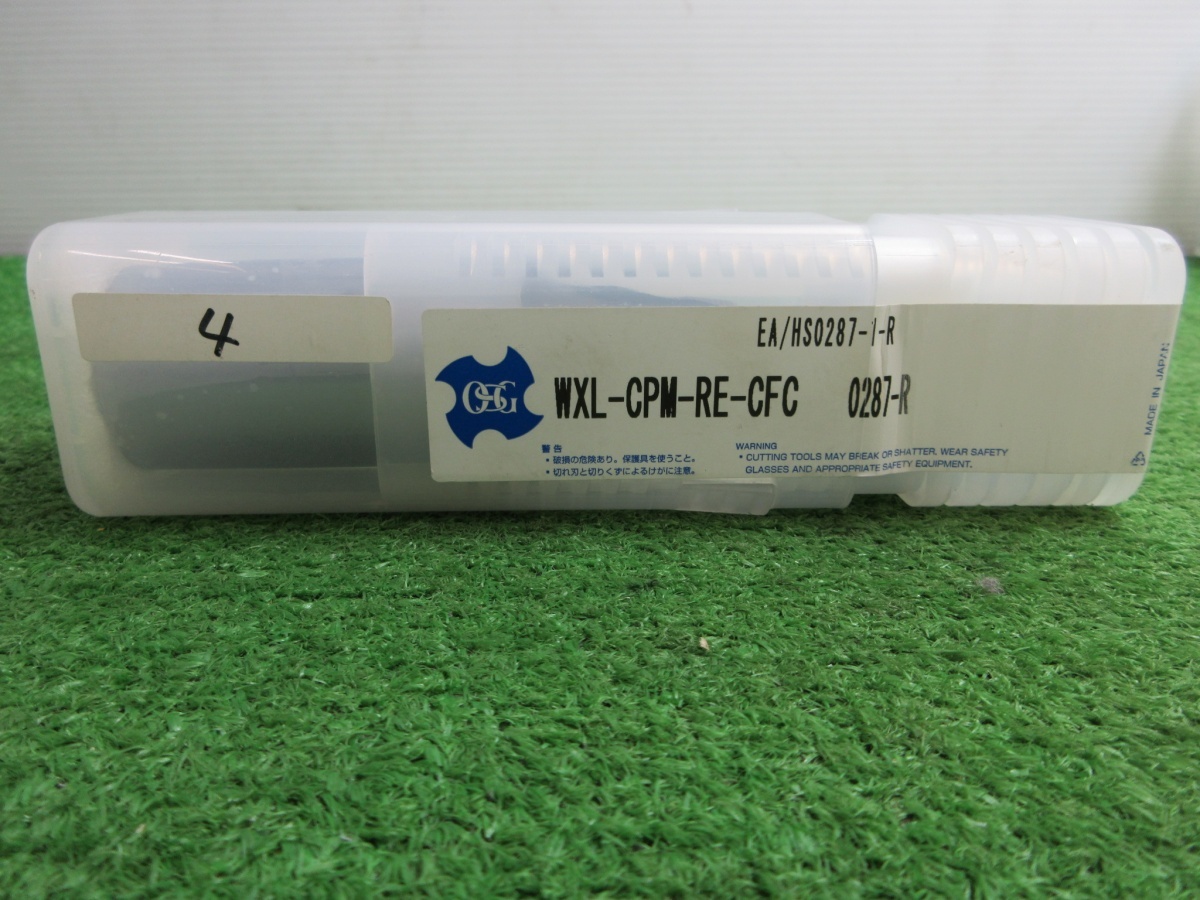 4
EA/HS0287-1-R
OSG
WXL-CPM-RE-CFC 0287-R
警告
・破損の危険あり。保護具を使うこと。
・切れ刃と切りくずによるけがに注意。
WARNING
・CUTTING TOOLS MAY BREAK OR SHATTER. WEAR SAFETY
GLASSES AND APPROPRIATE SAFETY EQUIPMENT.
MADE IN JAPAN